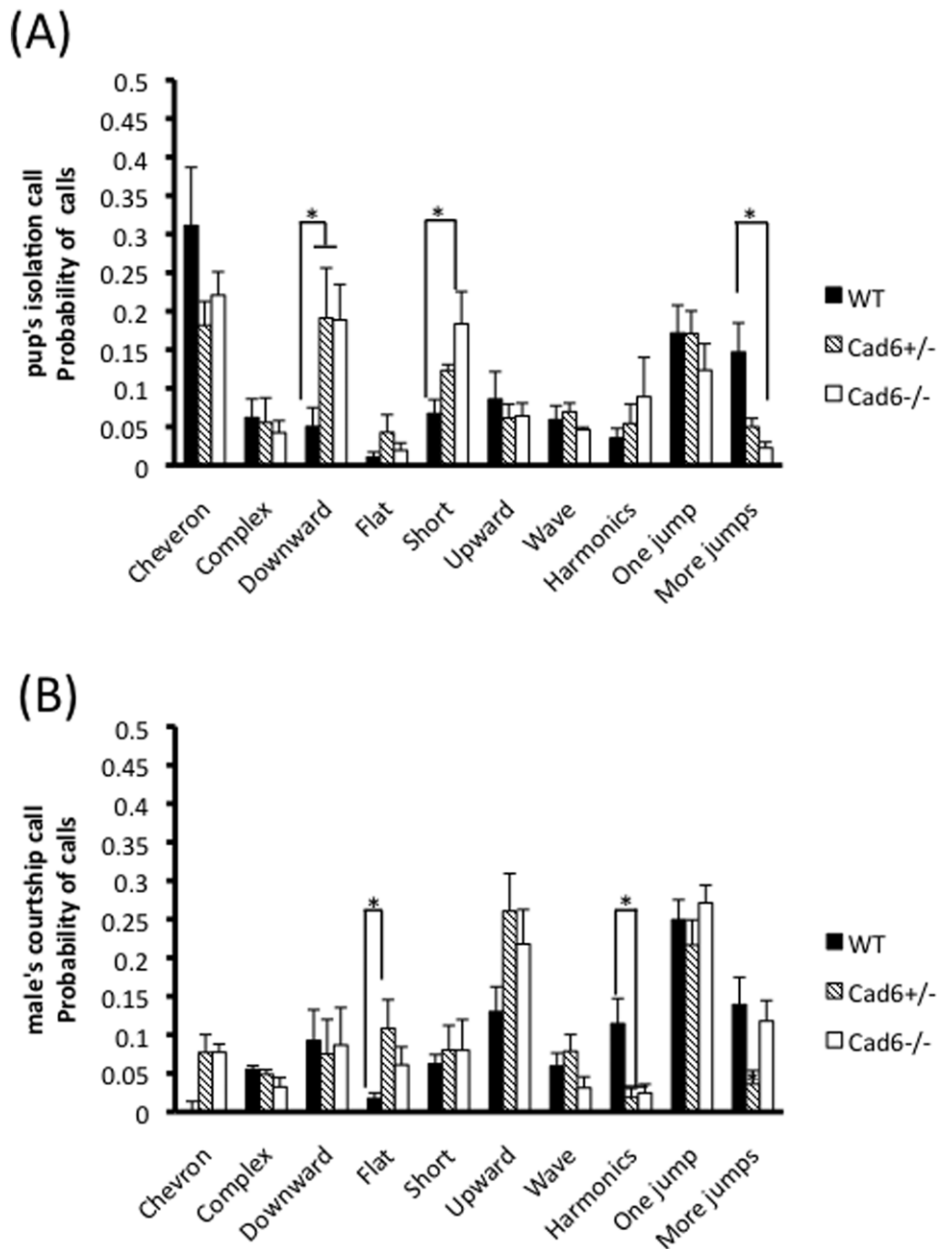 (A)
pup's isolation call
Probability of calls
0.5
0.45
0.4
0.35
0.3
0.25
0.2
0.15
0.1
0.05
0
*
*
*
WT
Cad6+/-
Cad6-/-
Cheveron
Complex
Downward
Flat
Short
Upward
Wave
Harmonics
One jump
More jumps
(B)
male's courtship call
Probability of calls
0.5
0.45
0.4
0.35
0.3
0.25
0.2
0.15
0.1
0.05
0
*
*
*
WT
Cad6+/-
Cad6-/-
Chevron
Complex
Downward
Flat
Short
Upward
Wave
Harmonics
One jump
More jumps